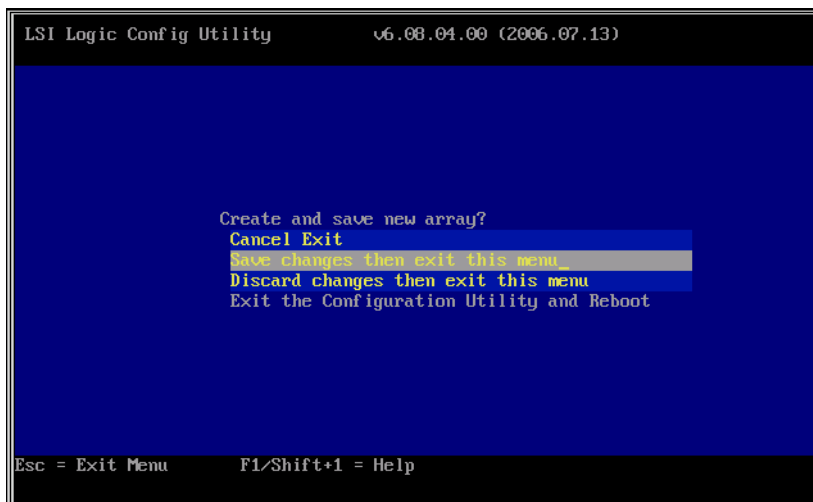 LSI Logic Config Utility v6.08.04.00 (2006.07.13)
Create and save new array?
Cancel Exit
Save changes then exit this menu_
Discard changes then exit this menu
Exit the Configuration Utility and Reboot
Esc = Exit Menu F1/Shift+1 = Help